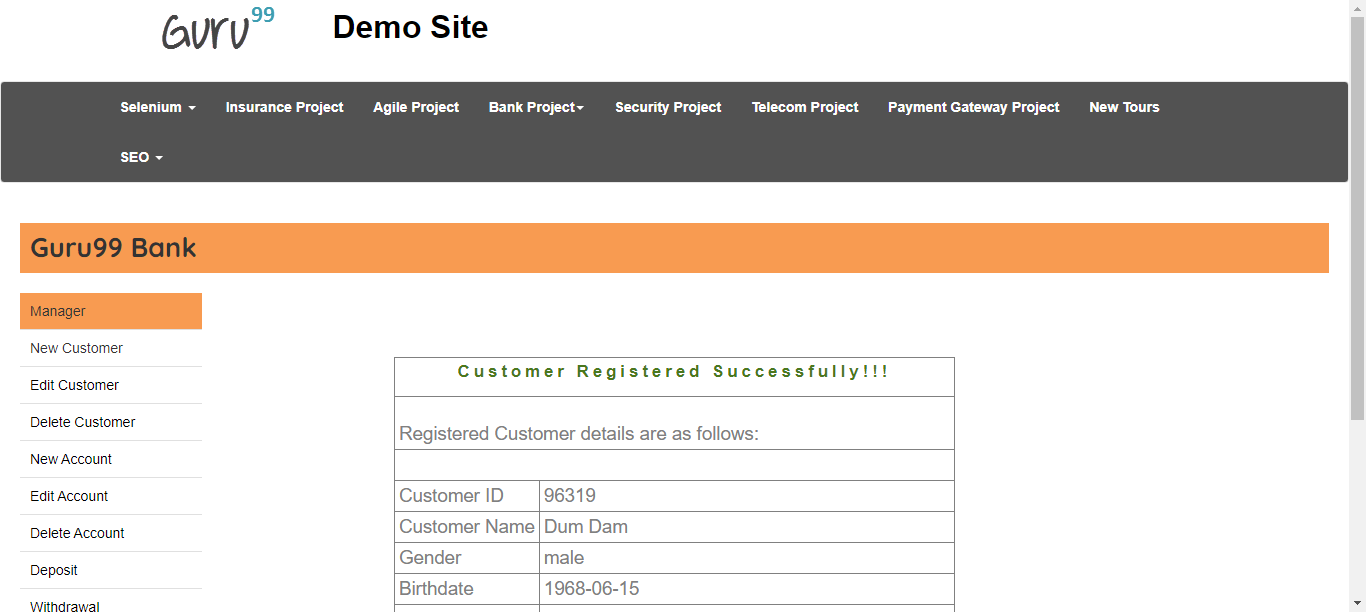 Guru99 Demo Site
Selenium Insurance Project Agile Project Bank Project Security Project Telecom Project Payment Gateway Project New Tours
SEO
Guru99 Bank
Manager
New Customer
Edit Customer
Delete Customer
New Account
Edit Account
Delete Account
Deposit
Withdrawal
Customer Registered Successfully!!!
Registered Customer details are as follows:
Customer ID 96319
Customer Name Dum Dam
Gender male
Birthdate 1968-06-15